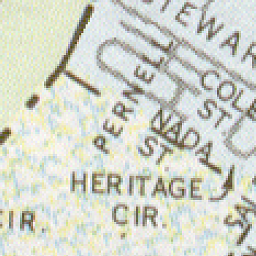 STEWAR
COLE
ST.
PERNELL
NADA
ST.
HERITAGE
CIR.
CIR.